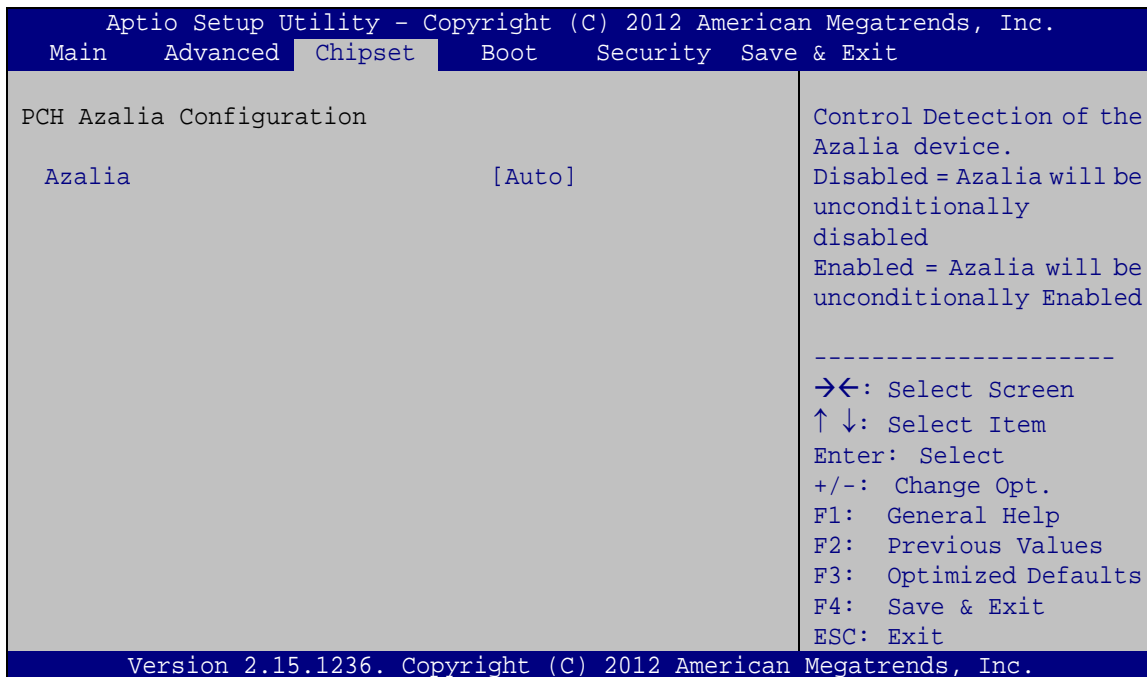 Aptio Setup Utility – Copyright (C) 2012 American Megatrends, Inc.
Main Advanced Chipset Boot Security Save & Exit
PCH Azalia Configuration
Azalia [Auto]
Control Detection of the
Azalia device.
Disabled = Azalia will be
unconditionally
disabled
Enabled = Azalia will be
unconditionally Enabled
----------------------
→←: Select Screen
↑ ↓: Select Item
Enter: Select
+/-: Change Opt.
F1: General Help
F2: Previous Values
F3: Optimized Defaults
F4: Save & Exit
ESC: Exit
Version 2.15.1236. Copyright (C) 2012 American Megatrends, Inc.